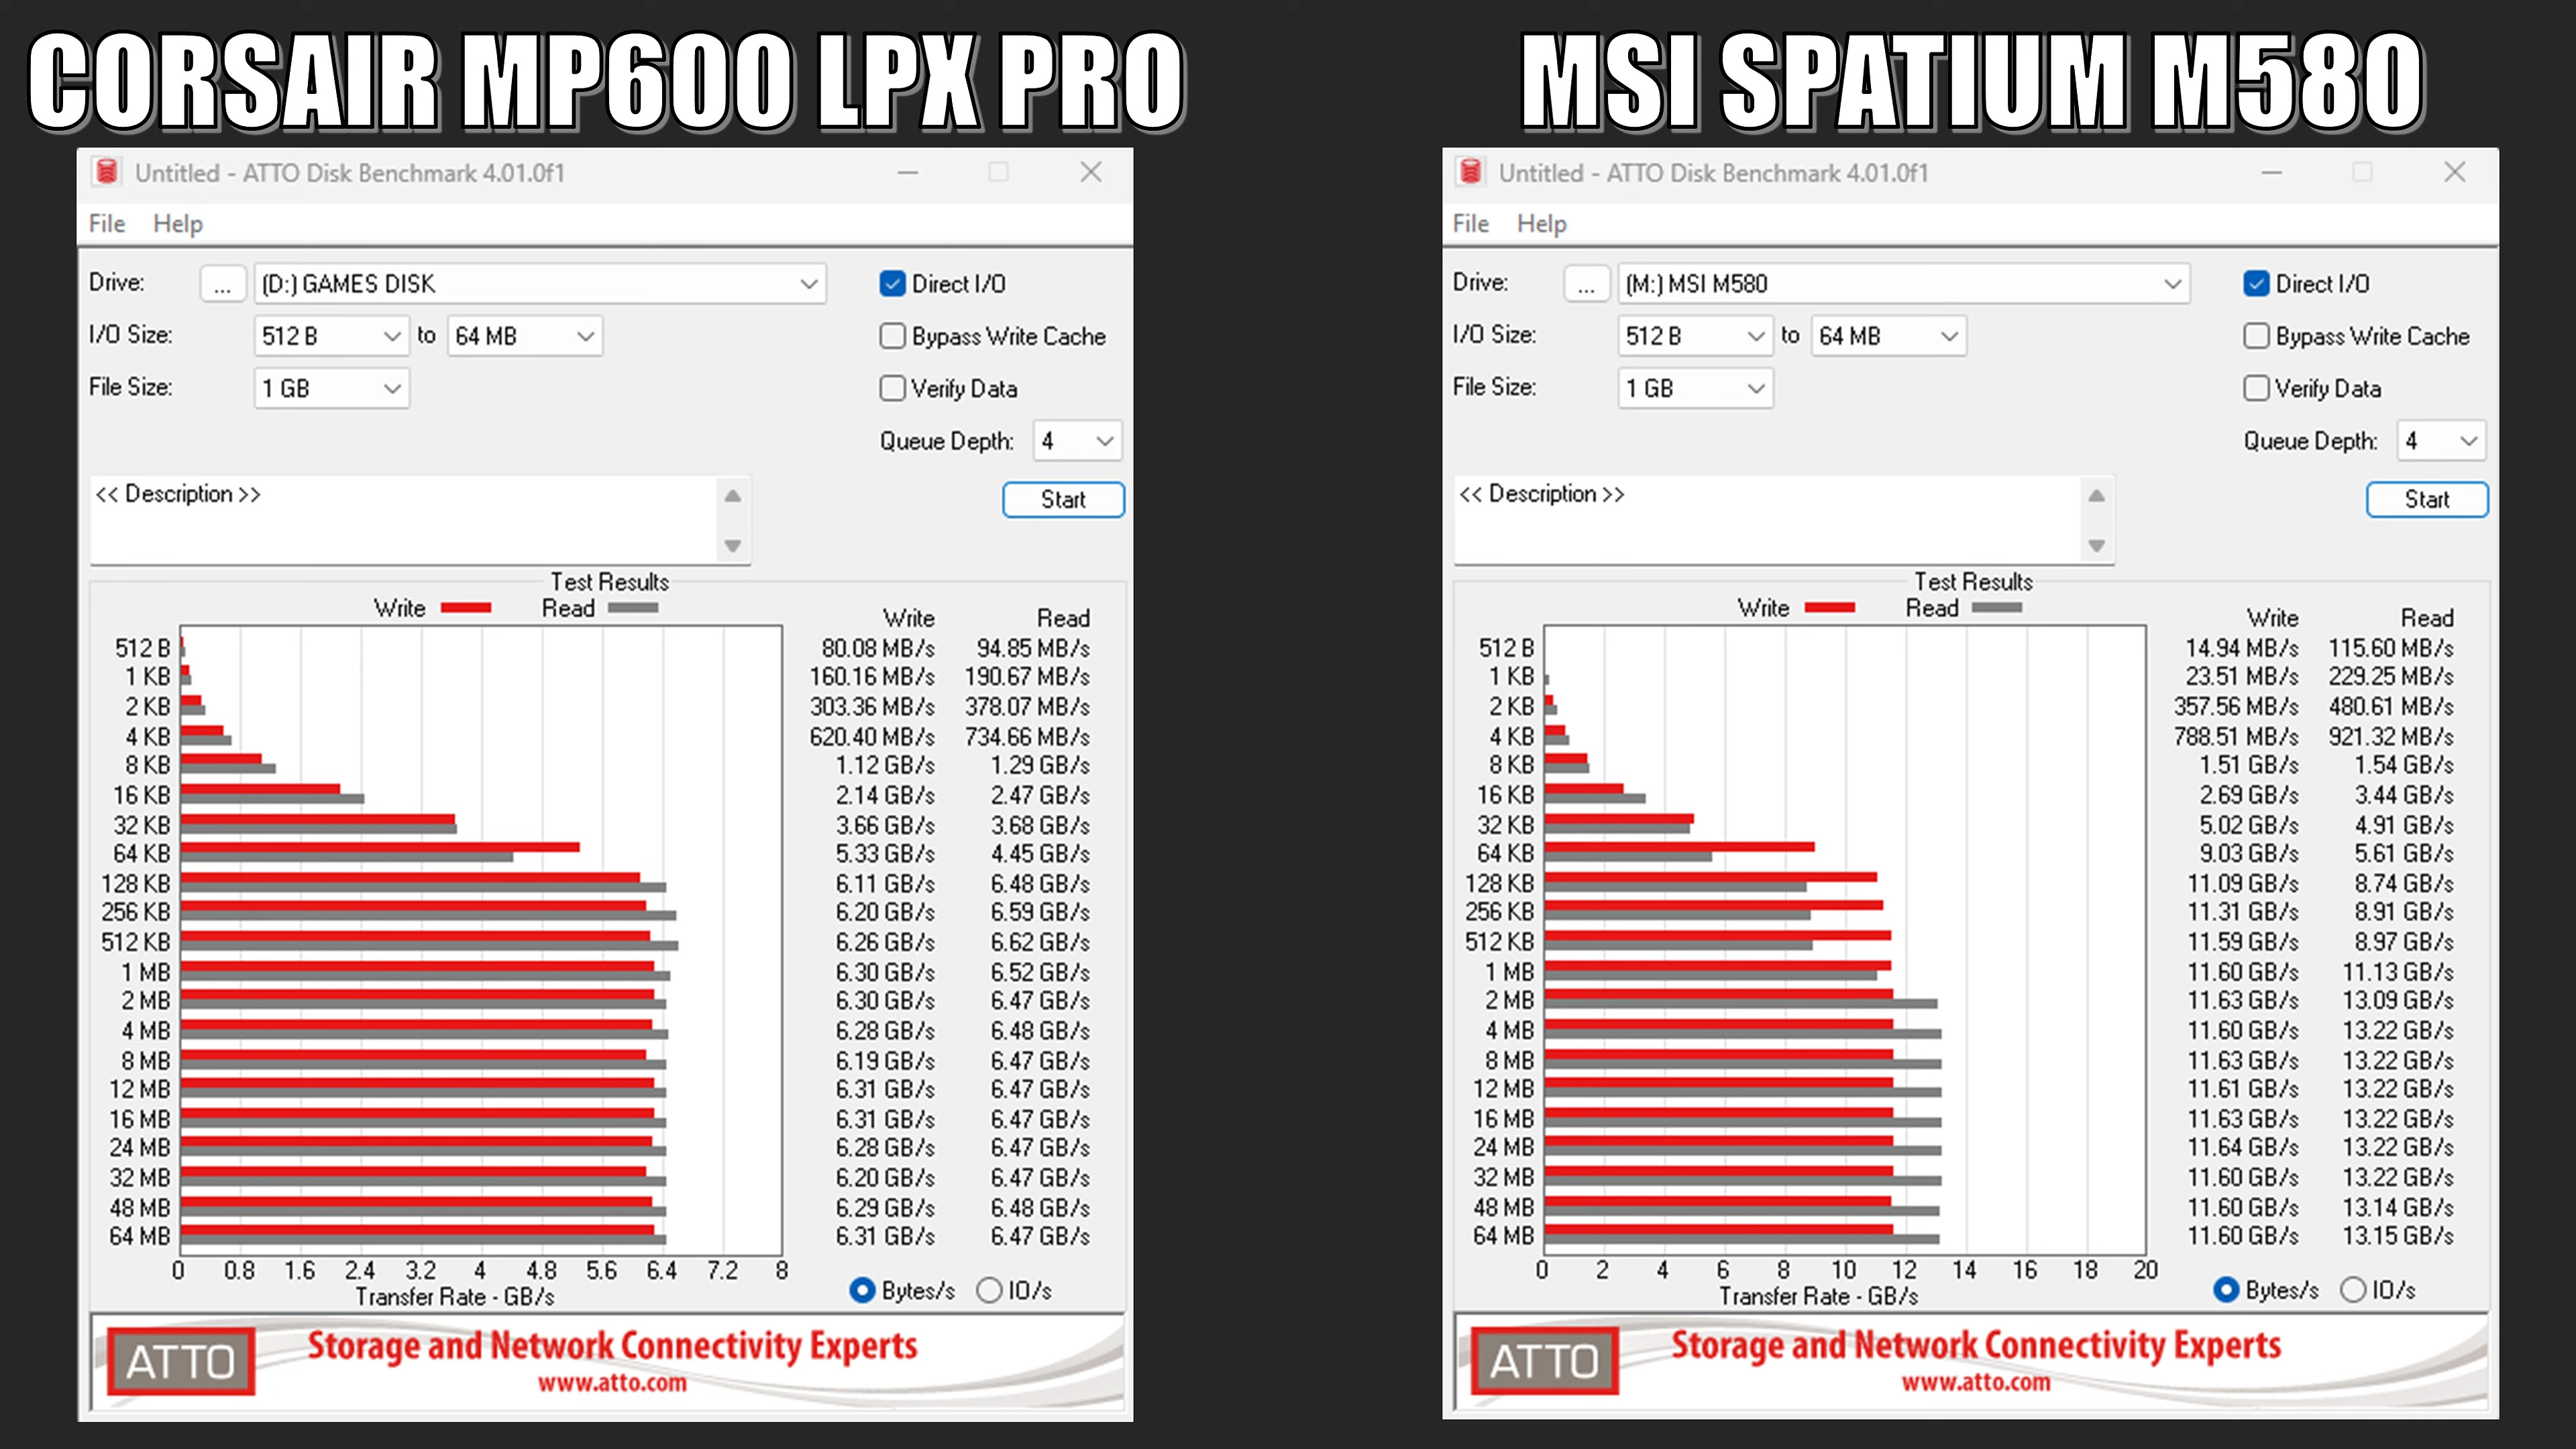 CORSAIR MP600 LPX PRO
Untitled - ATTO Disk Benchmark 4.01.0f1
File Help
Drive: ... (D:) GAMES DISK Direct I/O
I/O Size: 512 B to 64 MB Bypass Write Cache
File Size: 1 GB Verify Data
Queue Depth: 4
<< Description >> Start
Test Results
Write Read Write Read
512 B 80.08 MB/s 94.85 MB/s
1 KB 160.16 MB/s 190.67 MB/s
2 KB 303.36 MB/s 378.07 MB/s
4 KB 620.40 MB/s 734.66 MB/s
8 KB 1.12 GB/s 1.29 GB/s
16 KB 2.14 GB/s 2.47 GB/s
32 KB 3.66 GB/s 3.68 GB/s
64 KB 5.33 GB/s 4.45 GB/s
128 KB 6.11 GB/s 6.48 GB/s
256 KB 6.20 GB/s 6.59 GB/s
512 KB 6.26 GB/s 6.62 GB/s
1 MB 6.30 GB/s 6.52 GB/s
2 MB 6.30 GB/s 6.47 GB/s
4 MB 6.28 GB/s 6.48 GB/s
8 MB 6.19 GB/s 6.47 GB/s
12 MB 6.31 GB/s 6.47 GB/s
16 MB 6.31 GB/s 6.47 GB/s
24 MB 6.28 GB/s 6.47 GB/s
32 MB 6.20 GB/s 6.47 GB/s
48 MB 6.29 GB/s 6.48 GB/s
64 MB 6.31 GB/s 6.47 GB/s
0 0.8 1.6 2.4 3.2 4 4.8 5.6 6.4 7.2 8
Transfer Rate - GB/s Bytes/s IO/s
ATTO Storage and Network Connectivity Experts
www.atto.com
MSI SPATIUM M580
Untitled - ATTO Disk Benchmark 4.01.0f1
File Help
Drive: ... (M:) MSI M580 Direct I/O
I/O Size: 512 B to 64 MB Bypass Write Cache
File Size: 1 GB Verify Data
Queue Depth: 4
<< Description >> Start
Test Results
Write Read Write Read
512 B 14.94 MB/s 115.60 MB/s
1 KB 23.51 MB/s 229.25 MB/s
2 KB 357.56 MB/s 480.61 MB/s
4 KB 788.51 MB/s 921.32 MB/s
8 KB 1.51 GB/s 1.54 GB/s
16 KB 2.69 GB/s 3.44 GB/s
32 KB 5.02 GB/s 4.91 GB/s
64 KB 9.03 GB/s 5.61 GB/s
128 KB 11.09 GB/s 8.74 GB/s
256 KB 11.31 GB/s 8.91 GB/s
512 KB 11.59 GB/s 8.97 GB/s
1 MB 11.60 GB/s 11.13 GB/s
2 MB 11.63 GB/s 13.09 GB/s
4 MB 11.60 GB/s 13.22 GB/s
8 MB 11.63 GB/s 13.22 GB/s
12 MB 11.61 GB/s 13.22 GB/s
16 MB 11.63 GB/s 13.22 GB/s
24 MB 11.64 GB/s 13.22 GB/s
32 MB 11.60 GB/s 13.22 GB/s
48 MB 11.60 GB/s 13.14 GB/s
64 MB 11.60 GB/s 13.15 GB/s
0 2 4 6 8 10 12 14 16 18 20
Transfer Rate - GB/s Bytes/s IO/s
ATTO Storage and Network Connectivity Experts
www.atto.com